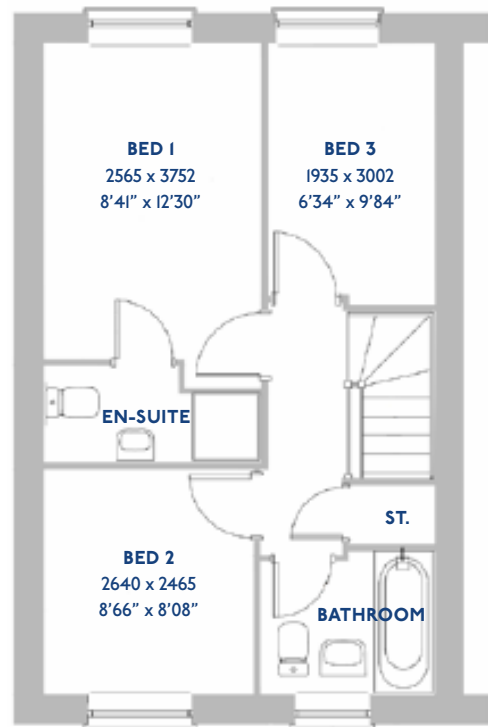 BED 1
2565 x 3752
8’41” x 12’30”
BED 3
1935 x 3002
6’34” x 9’84”
EN-SUITE
ST.
BED 2
2640 x 2465
8’66” x 8’08”
BATHROOM